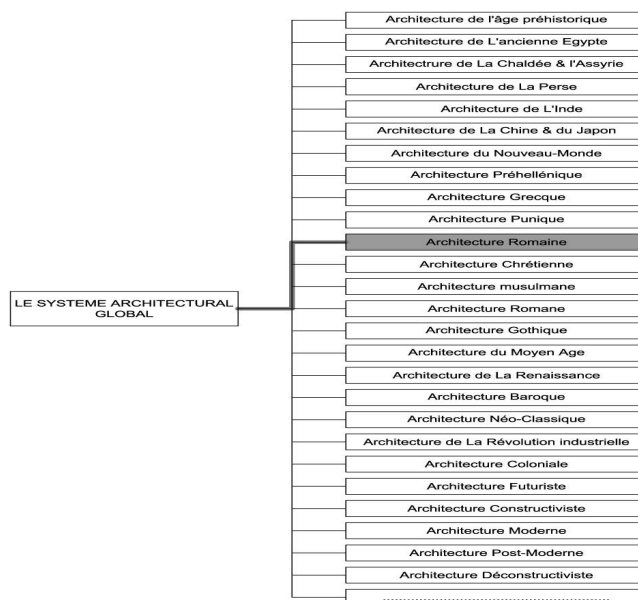 Architecture de l'âge préhistorique
Architecture de L'ancienne Egypte
Architectrure de La Chaldée & l'Assyrie
Architecture de La Perse
Architecture de L'Inde
Architecture de La Chine & du Japon
Architecture du Nouveau-Monde
Architecture Préhellénique
Architecture Grecque
Architecture Punique
Architecture Romaine
Architecture Chrétienne
Architecture musulmane
LE SYSTEME ARCHITECTURAL
GLOBAL
Architecture Romane
Architecture Gothique
Architecture du Moyen Age
Architecture de La Renaissance
Architecture Baroque
Architecture Néo-Classique
Architecture de La Révolution industrielle
Architecture Coloniale
Architecture Futuriste
Architecture Constructiviste
Architecture Moderne
Architecture Post-Moderne
Architecture Déconstructiviste